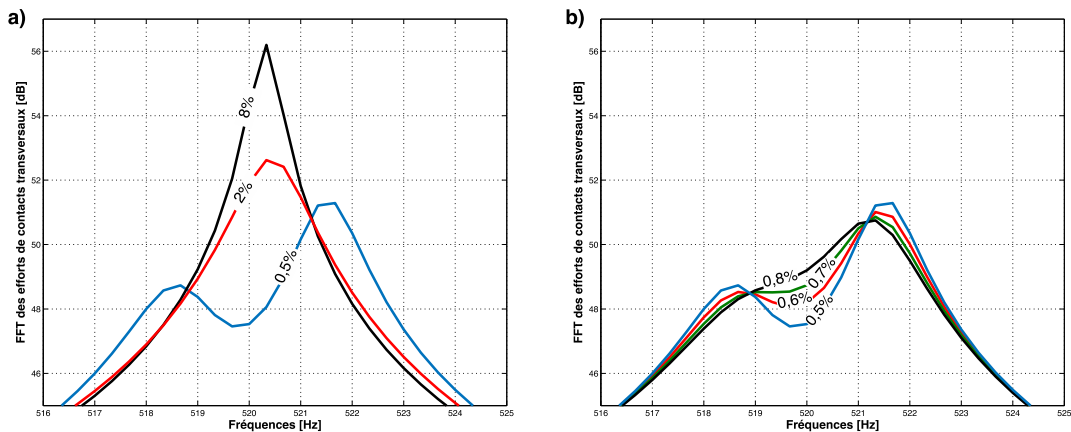 a)
FFT des efforts de contacts transversaux [dB]
56
54
52
50
48
46
8%
2%
0,5%
516 517 518 519 520 521 522 523 524 525
Fréquences [Hz]
b)
FFT des efforts de contacts transversaux [dB]
56
54
52
50
48
46
0,8%
0,7%
0,6%
0,5%
516 517 518 519 520 521 522 523 524 525
Fréquences [Hz]